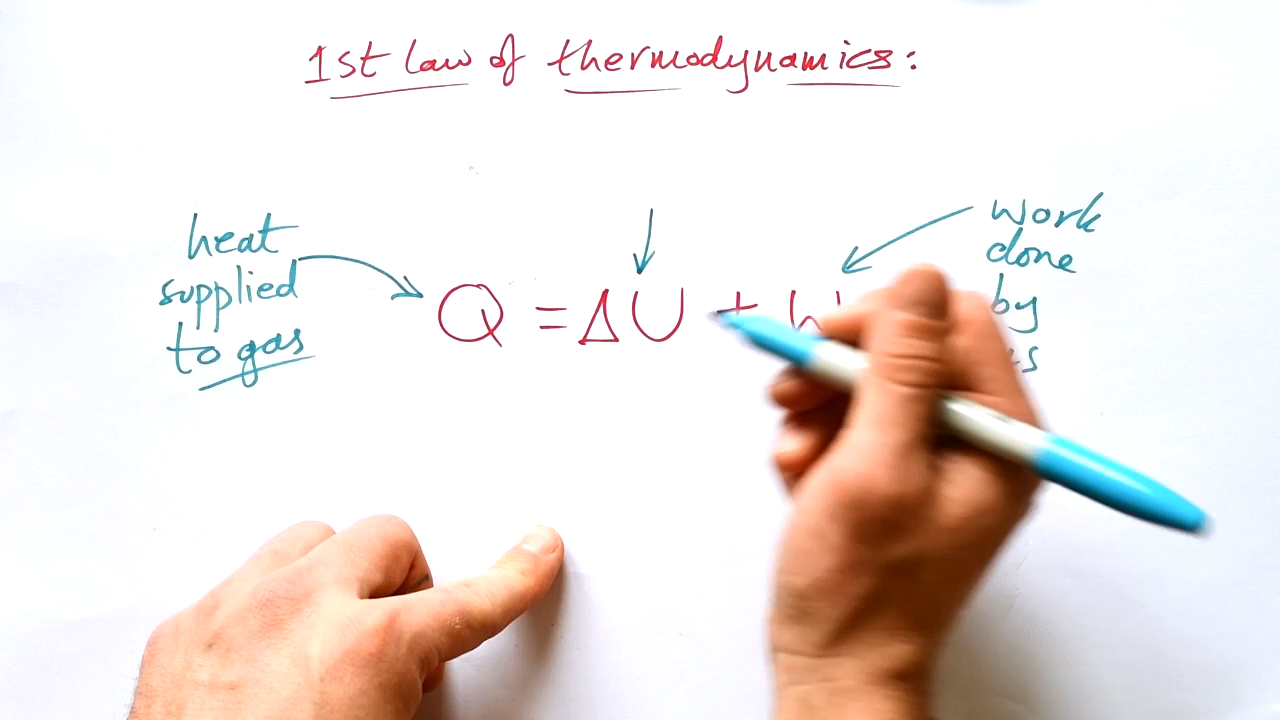 1st law of thermodynamics:
heat
supplied
to gas
Q = ΔU +
work
done
by